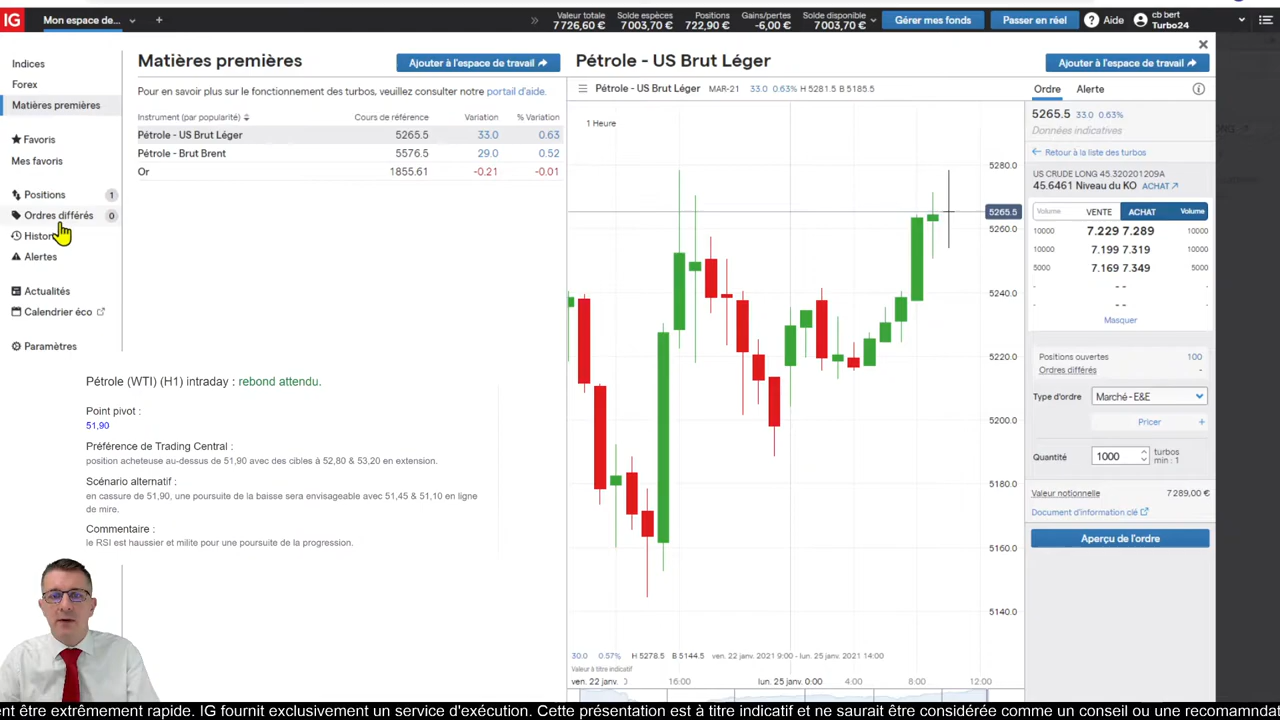 IG
Mon espace de...
+
Valeur totale
7 726,60 €
Solde espèces
7 003,70 €
Positions
722,90 €
Gains/pertes
-6,00 €
Solde disponible
7 003,70 €
Gérer mes fonds
Passer en réel
? Aide
cb bert
Turbo24
Indices
Forex
Matières premières
Favoris
Mes favoris
Positions 1
Ordres différés 0
Alertes
Actualités
Calendrier éco
Paramètres
Matières premières
Ajouter à l'espace de travail
Pour en savoir plus sur le fonctionnement des turbos, veuillez consulter notre portail d'aide.
Instrument (par popularité) Cours de référence Variation % Variation
Pétrole - US Brut Léger 5265.5 33.0 0.63
Pétrole - Brut Brent 5576.5 29.0 0.52
Or 1855.61 -0.21 -0.01
Pétrole (WTI) (H1) intraday : rebond attendu.
Point pivot :
51,90
Préférence de Trading Central :
position acheteuse au-dessus de 51,90 avec des cibles à 52,80 & 53,20 en extension.
Scénario alternatif :
en cassure de 51,90, une poursuite de la baisse sera envisageable avec 51,45 & 51,10 en ligne
de mire.
Commentaire :
le RSI est haussier et milite pour une poursuite de la progression.
Pétrole - US Brut Léger
Ajouter à l'espace de travail
Pétrole - US Brut Léger MAR-21 33.0 0.63% H 5281.5 B 5185.5
1 Heure
5280.0
5265.5
5260.0
5240.0
5220.0
5200.0
5180.0
5160.0
5140.0
30.0 0.57% H 5278.5 B 5144.5 ven. 22 janv. 2021 9:00 - lun. 25 janv. 2021 14:00
Valeur à titre indicatif
ven. 22 janv. 16:00 lun. 25 janv. 0:00 4:00 8:00 12:00
Ordre Alerte
5265.5 33.0 0.63%
Données indicatives
Retour à la liste des turbos
US CRUDE LONG 45.320201209A
45.6461 Niveau du KO ACHAT
Volume VENTE ACHAT Volume
10000 7.229 7.289 10000
10000 7.199 7.319 10000
5000 7.169 7.349 5000
- - - -
- - - -
Masquer
Positions ouvertes 100
Ordres différés -
Type d'ordre Marché - E&E
Pricer +
Quantité 1000 turbos
min : 1
Valeur notionnelle 7 289,00 €
Document d'information clé
Aperçu de l'ordre
ent être extrêmement rapide. IG fournit exclusivement un service d'exécution. Cette présentation est à titre indicatif et ne saurait être considérée comme un conseil ou une recomamnda